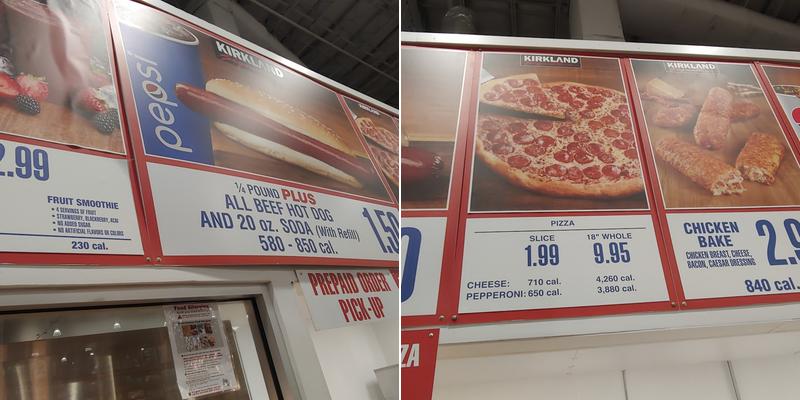 pepsi
KIRKLAND
2.99
FRUIT SMOOTHIE
• 4 SERVINGS OF FRUIT
• STRAWBERRY, BLACKBERRY, ACAI
• NO ADDED SUGAR
• NO ARTIFICIAL FLAVORS OR COLORS
230 cal.
¼ POUND PLUS
ALL BEEF HOT DOG
AND 20 oz. SODA (With Refill)
580 - 850 cal.
1.50
PREPAID ORDER
PICK-UP
Food Allergens
KIRKLAND
KIRKLAND
PIZZA
SLICE 18" WHOLE
1.99 9.95
CHEESE: 710 cal. 4,260 cal.
PEPPERONI: 650 cal. 3,880 cal.
CHICKEN
BAKE
CHICKEN BREAST, CHEESE,
BACON, CAESAR DRESSING
2.9
840 cal.
ZA